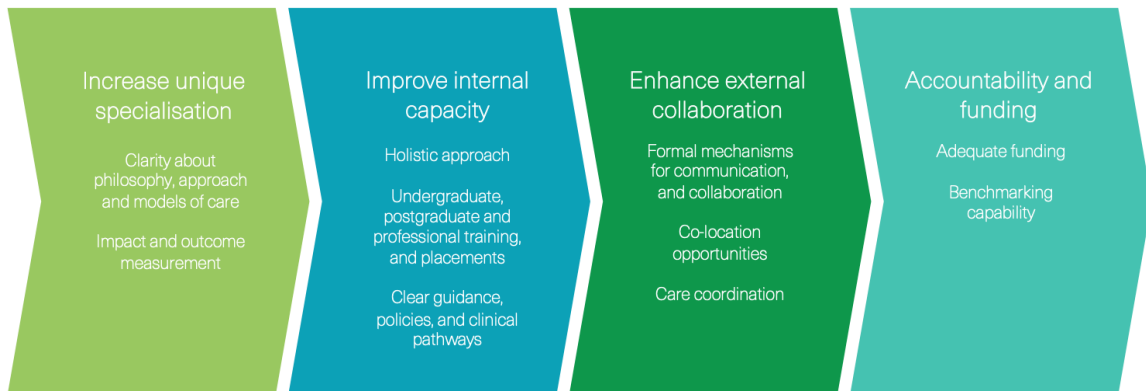 Increase unique
specialisation
Clarity about
philosophy, approach
and models of care
Impact and outcome
measurement
Improve internal
capacity
Holistic approach
Undergraduate,
postgraduate and
professional training,
and placements
Clear guidance,
policies, and clinical
pathways
Enhance external
collaboration
Formal mechanisms
for communication,
and collaboration
Co-location
opportunities
Care coordination
Accountability and
funding
Adequate funding
Benchmarking
capability